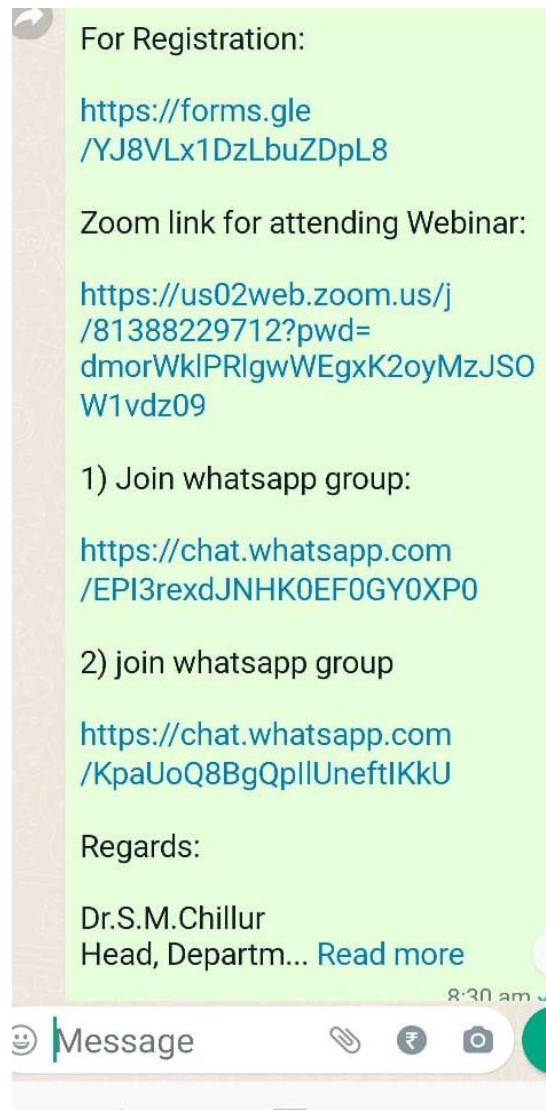 For Registration:
https://forms.gle
/YJ8VLx1DzLbuZDpL8
Zoom link for attending Webinar:
https://us02web.zoom.us/j
/81388229712?pwd=
dmorWklPRlgwWEgxK2oyMzJSO
W1vdz09
1) Join whatsapp group:
https://chat.whatsapp.com
/EPI3rexdJNHK0EF0GY0XP0
2) join whatsapp group
https://chat.whatsapp.com
/KpaUoQ8BgQpIlUneftIKkU
Regards:
Dr.S.M.Chillur
Head, Departm... Read more
8:30 am
Message